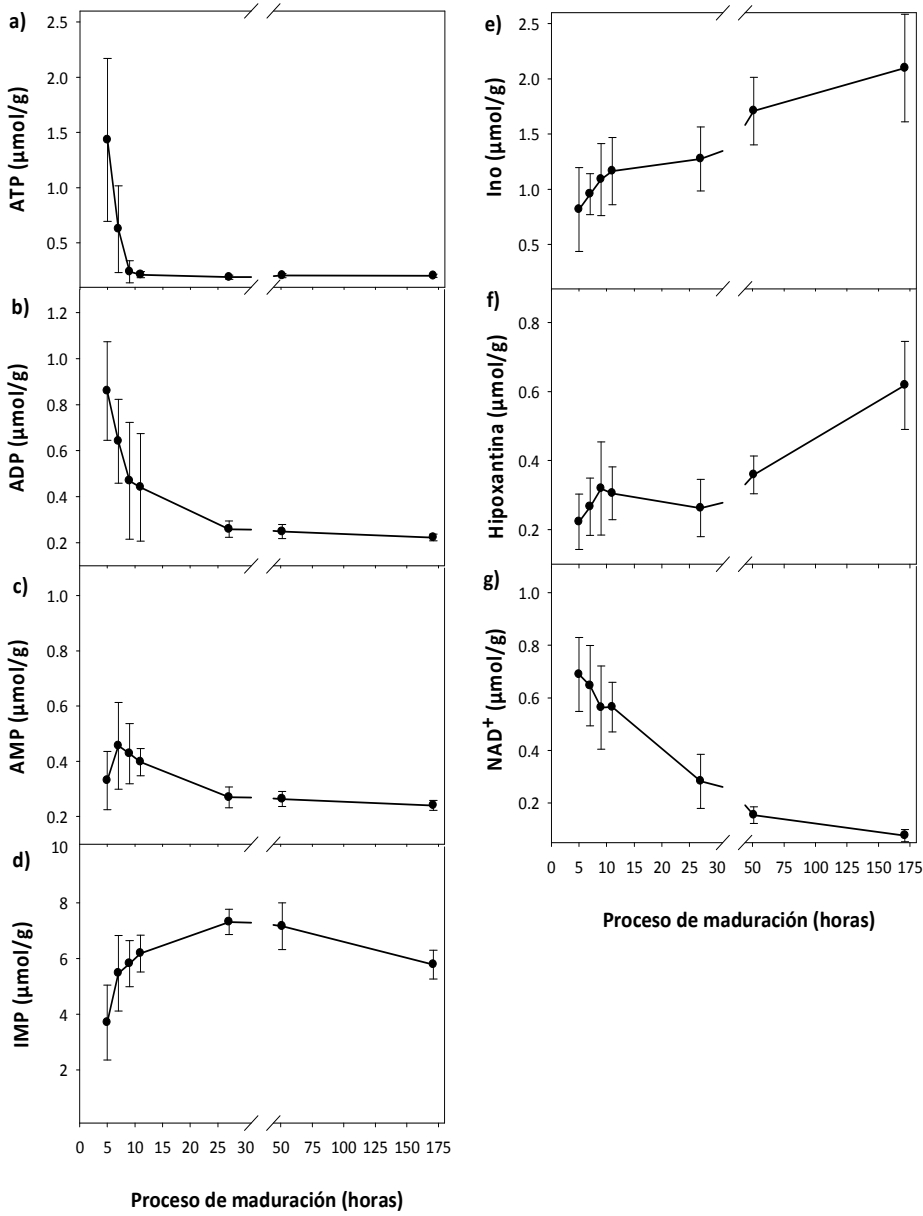 a)
2.5
2.0
1.5
1.0
0.5
ATP (µmol/g)
b)
1.2
1.0
0.8
0.6
0.4
0.2
ADP (µmol/g)
c)
1.0
0.8
0.6
0.4
0.2
AMP (µmol/g)
d)
10
8
6
4
2
IMP (µmol/g)
0 5 10 15 20 25 30 50 75 100 125 150 175
Proceso de maduración (horas)
e)
2.5
2.0
1.5
1.0
0.5
Ino (µmol/g)
f)
0.8
0.6
0.4
0.2
Hipoxantina (µmol/g)
g)
1.0
0.8
0.6
0.4
0.2
NAD+ (µmol/g)
0 5 10 15 20 25 30 50 75 100 125 150 175
Proceso de maduración (horas)